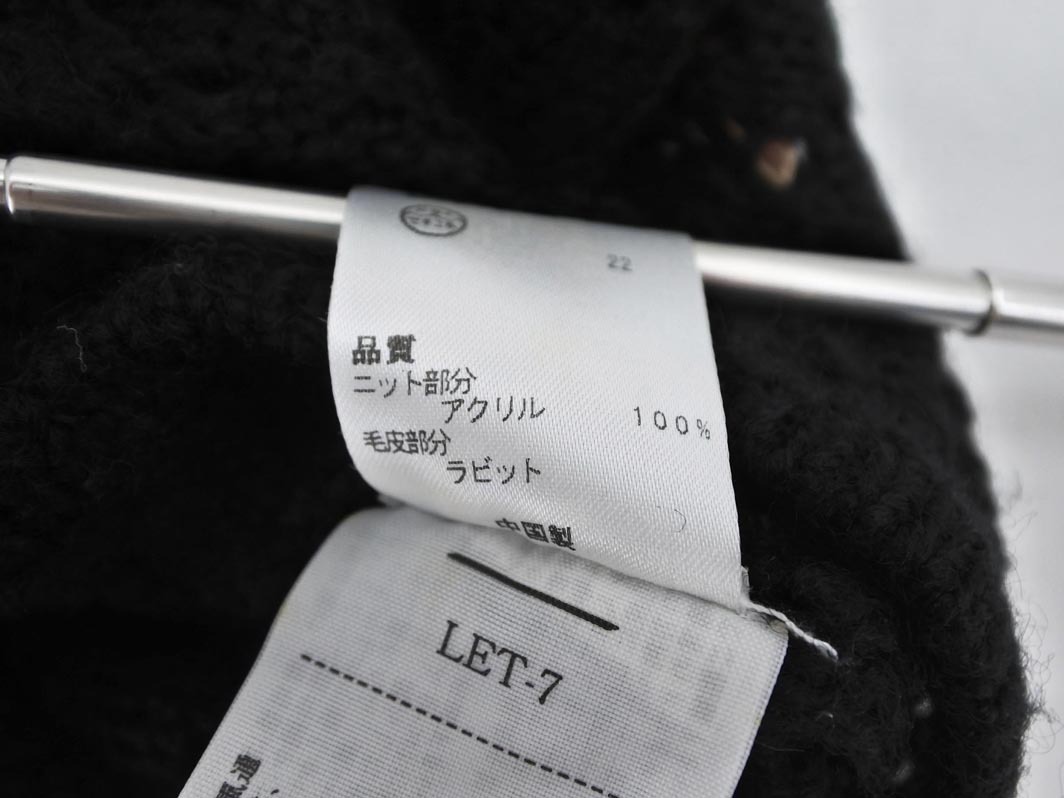 22
品質
ニット部分
アクリル 100%
毛皮部分
ラビット
中国製
LET-7